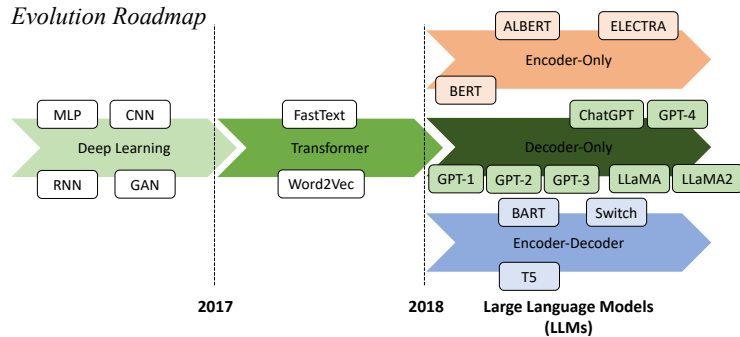 Evolution Roadmap
MLP
CNN
Deep Learning
RNN
GAN
FastText
Transformer
Word2Vec
ALBERT
ELECTRA
Encoder-Only
BERT
ChatGPT
GPT-4
Decoder-Only
GPT-1
GPT-2
GPT-3
LLaMA
LLaMA2
BART
Switch
Encoder-Decoder
T5
2017
2018
Large Language Models
(LLMs)